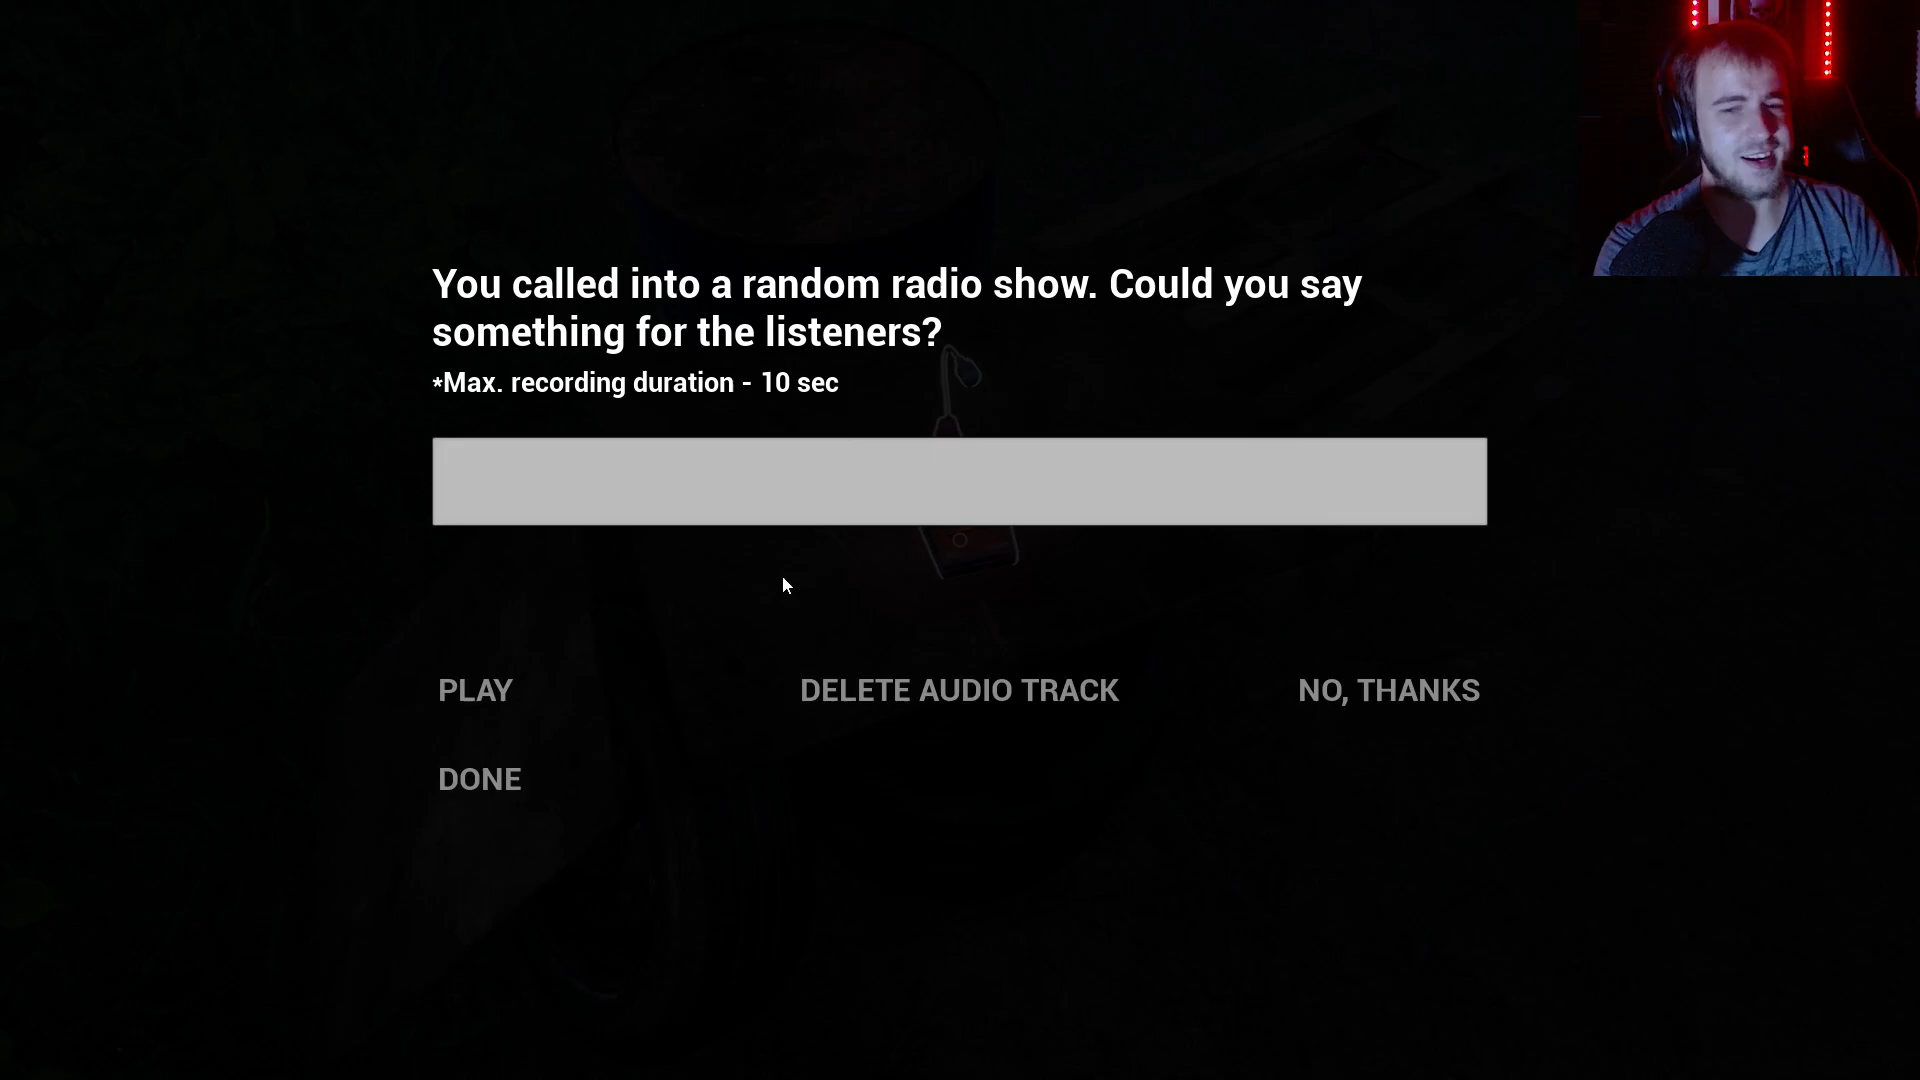 You called into a random radio show. Could you say
something for the listeners?
*Max. recording duration - 10 sec
PLAY
DELETE AUDIO TRACK
NO, THANKS
DONE